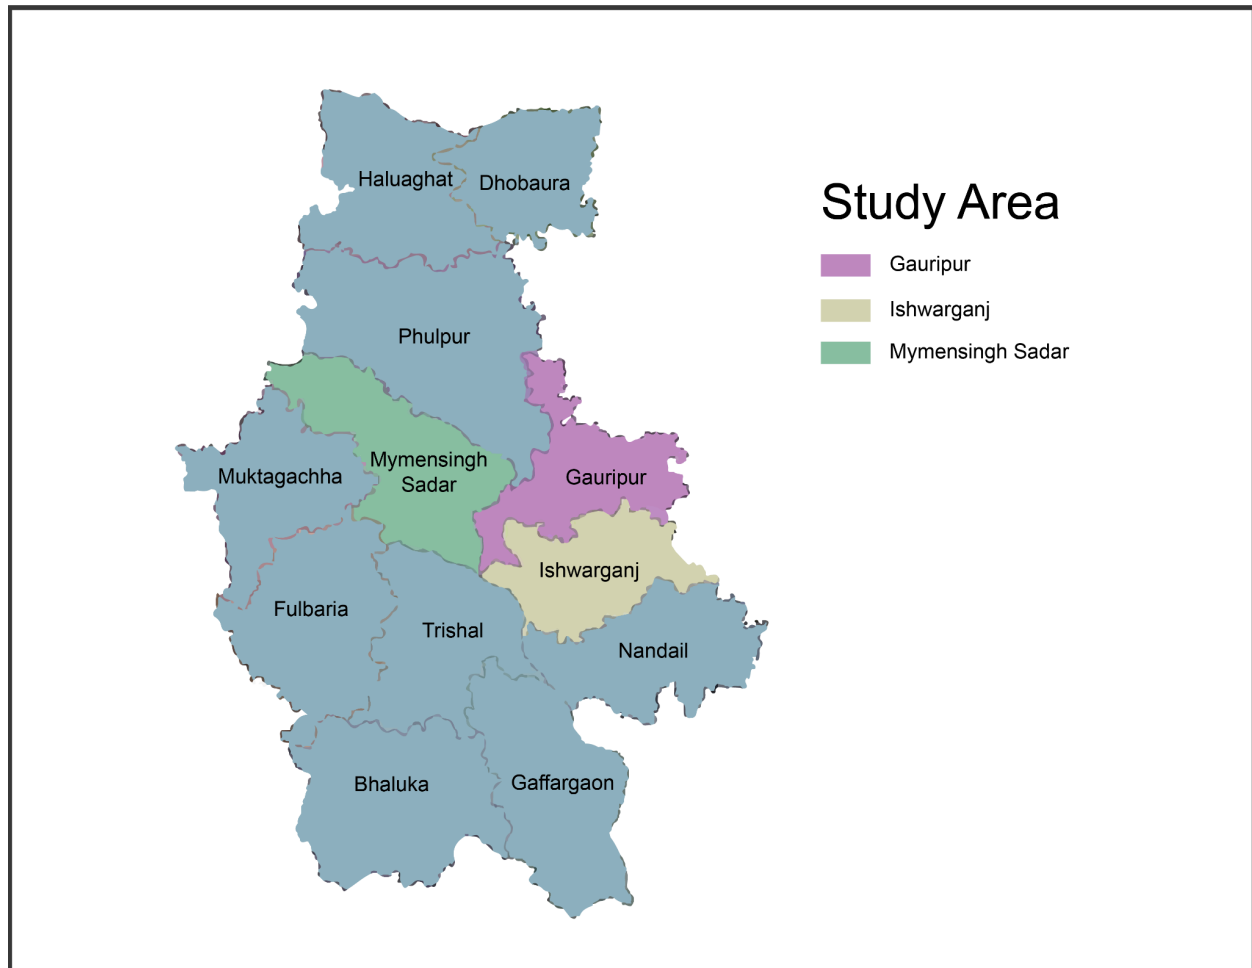 Haluaghat
Dhobaura
Study Area
Gauripur
Ishwarganj
Phulpur
Mymensingh Sadar
Mymensingh
Sadar
Muktagachha
Gauripur
Ishwarganj
Fulbaria
Trishal
Nandail
Bhaluka
Gaffargaon